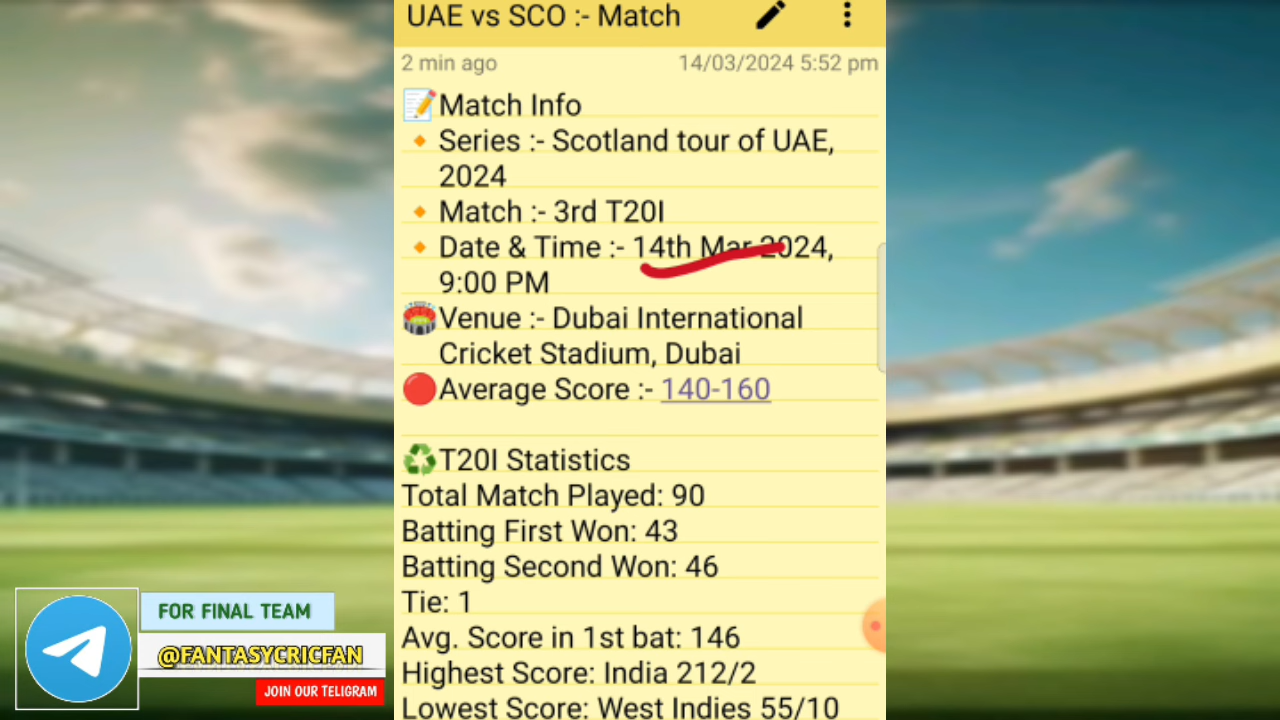 UAE vs SCO :- Match
2 min ago 14/03/2024 5:52 pm
📝Match Info
🔸 Series :- Scotland tour of UAE,
2024
🔸 Match :- 3rd T20I
🔸 Date & Time :- 14th Mar 2024,
9:00 PM
🏟Venue :- Dubai International
Cricket Stadium, Dubai
🔴Average Score :- 140-160
♻️T20I Statistics
Total Match Played: 90
Batting First Won: 43
Batting Second Won: 46
Tie: 1
Avg. Score in 1st bat: 146
Highest Score: India 212/2
Lowest Score: West Indies 55/10
FOR FINAL TEAM
@FANTASYCRICFAN
JOIN OUR TELIGRAM